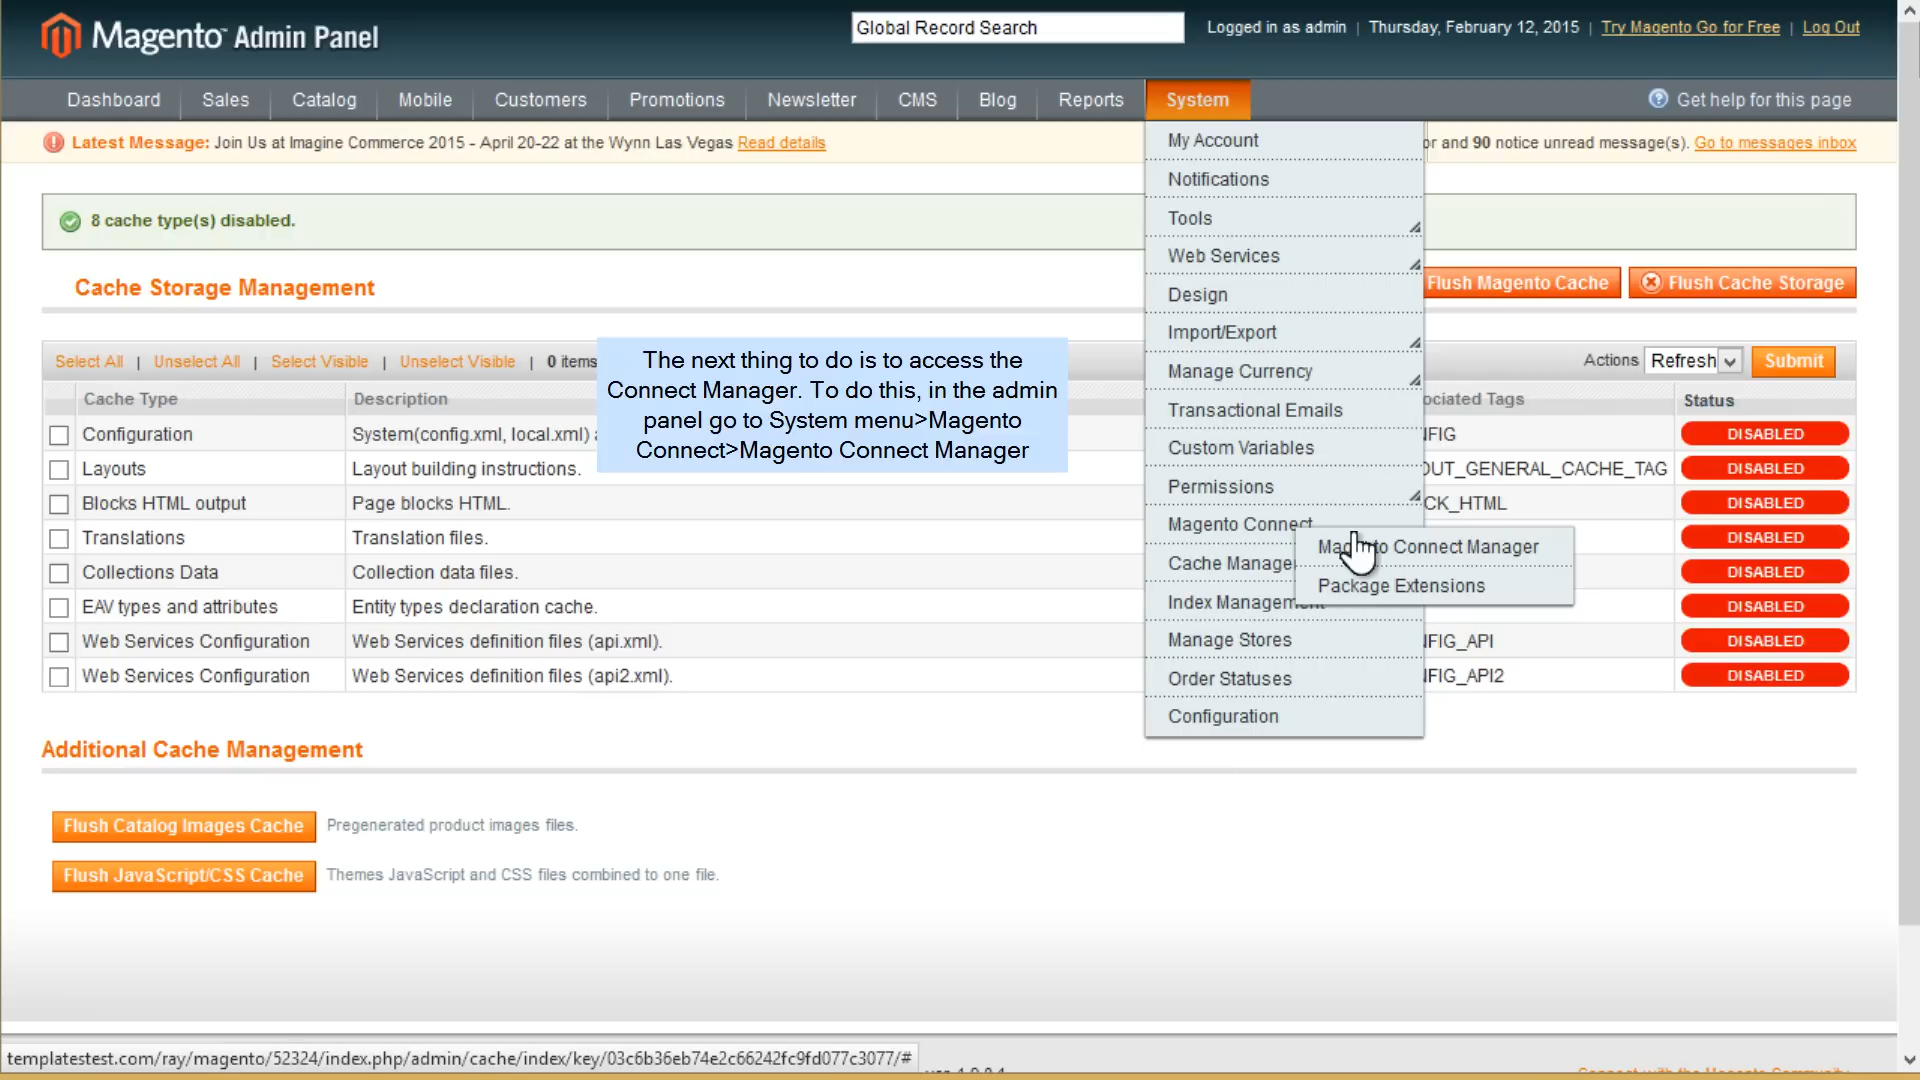 Magento Admin Panel
Global Record Search
Logged in as admin | Thursday, February 12, 2015 | Try Magento Go for Free | Log Out
Dashboard Sales Catalog Mobile Customers Promotions Newsletter CMS Blog Reports System
Get help for this page
Latest Message: Join Us at Imagine Commerce 2015 - April 20-22 at the Wynn Las Vegas Read details
and 90 notice unread message(s). Go to messages inbox
8 cache type(s) disabled.
Cache Storage Management
Flush Magento Cache
Flush Cache Storage
Select All | Unselect All | Select Visible | Unselect Visible | 0 items
Actions Refresh Submit
Cache Type Description
Status
Configuration System(config.xml, local.xml)
DISABLED
Layouts Layout building instructions.
OUT_GENERAL_CACHE_TAG DISABLED
Blocks HTML output Page blocks HTML.
CK_HTML DISABLED
Translations Translation files.
DISABLED
Collections Data Collection data files.
DISABLED
EAV types and attributes Entity types declaration cache.
DISABLED
Web Services Configuration Web Services definition files (api.xml).
FIG_API DISABLED
Web Services Configuration Web Services definition files (api2.xml).
FIG_API2 DISABLED
The next thing to do is to access the
Connect Manager. To do this, in the admin
panel go to System menu>Magento
Connect>Magento Connect Manager
My Account
Notifications
Tools
Web Services
Design
Import/Export
Manage Currency
Transactional Emails
Custom Variables
Permissions
Magento Connect
Magento Connect Manager
Package Extensions
Cache Manage
Index Management
Manage Stores
Order Statuses
Configuration
Additional Cache Management
Flush Catalog Images Cache Pregenerated product images files.
Flush JavaScript/CSS Cache Themes JavaScript and CSS files combined to one file.
templatestest.com/ray/magento/52324/index.php/admin/cache/index/key/03c6b36eb74e2c66242fc9fd077c3077/#